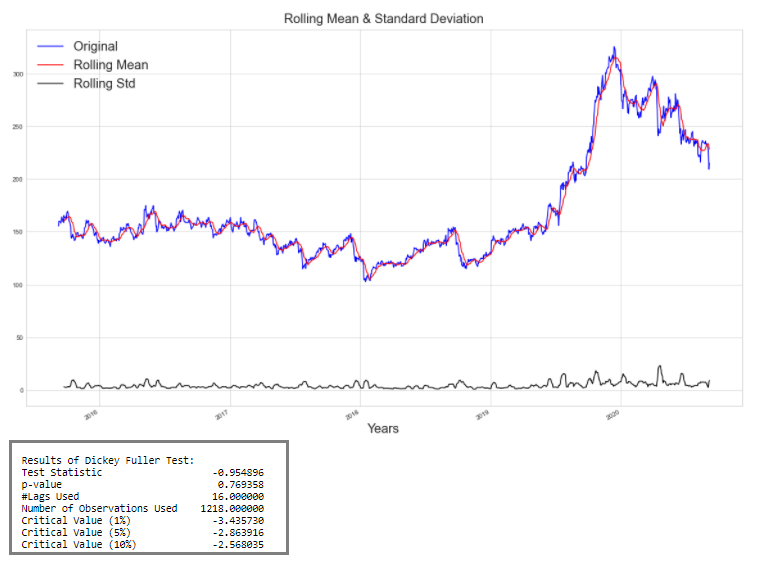 Rolling Mean & Standard Deviation
Original
Rolling Mean
Rolling Std
300
250
200
150
100
50
0
2016
2017
2018
2019
2020
Years
Results of Dickey Fuller Test:
Test Statistic -0.954896
p-value 0.769358
#Lags Used 16.000000
Number of Observations Used 1218.000000
Critical Value (1%) -3.435730
Critical Value (5%) -2.863916
Critical Value (10%) -2.568035